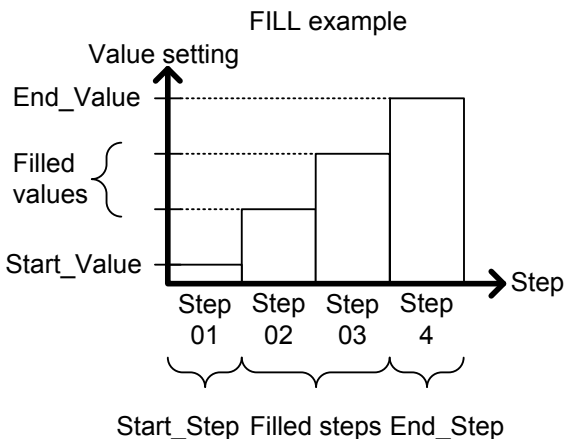 FILL example
Value setting
End_Value
Filled
values
Start_Value
Step
Step Step Step Step
01 02 03 4
Start_Step Filled steps End_Step